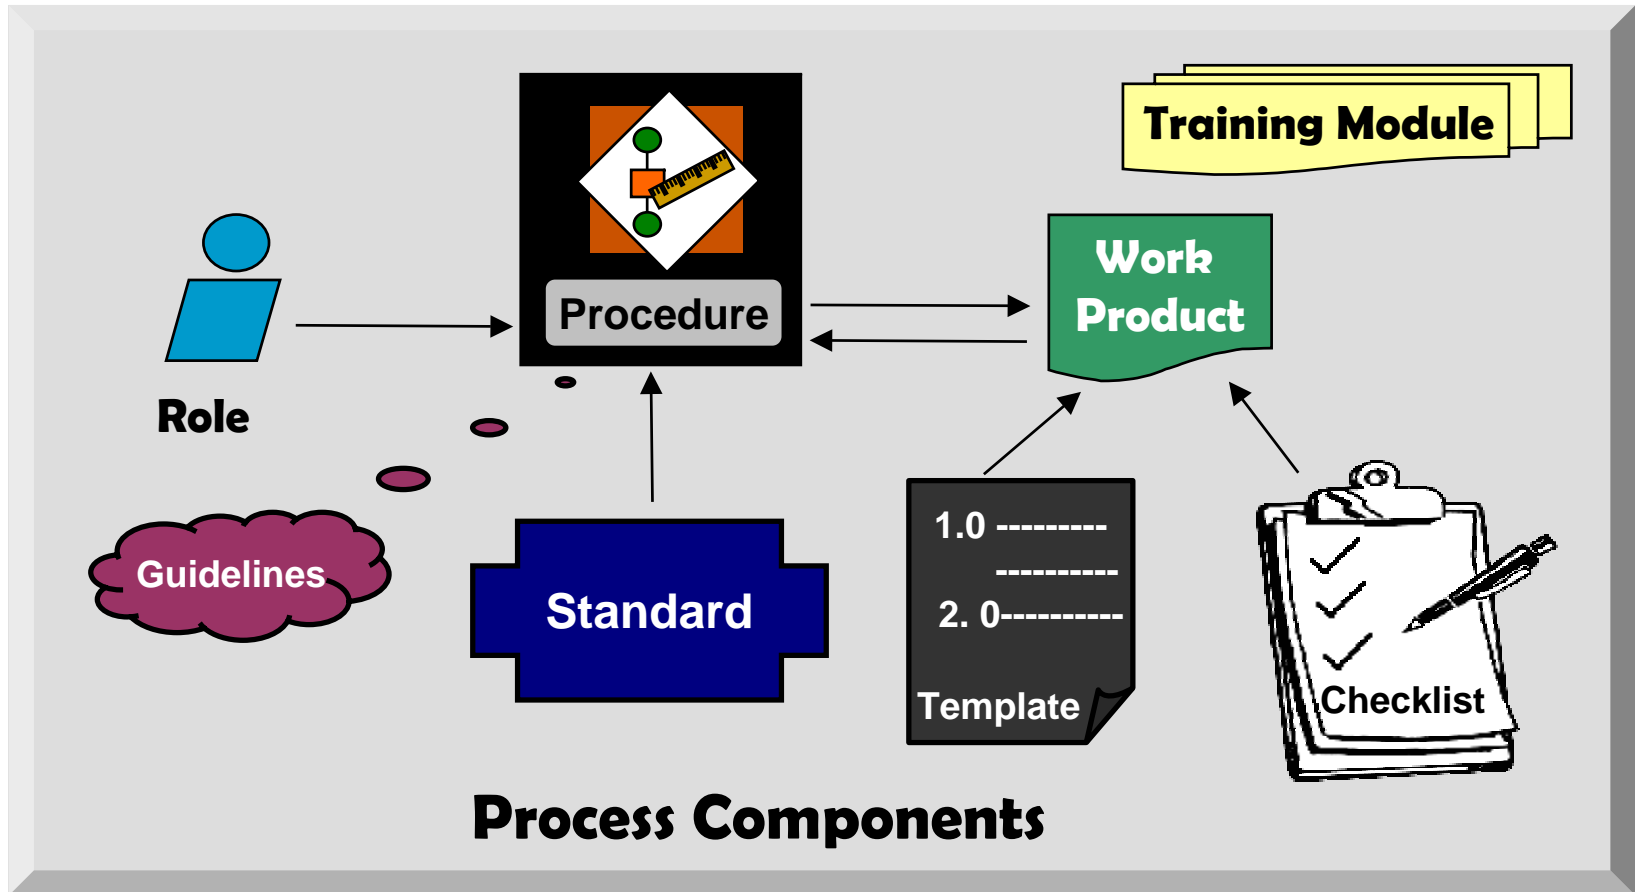 Training Module
Work
Product
Procedure
Role
Guidelines
Standard
1.0 ---------
----------
2. 0----------
Template
Checklist
Process Components